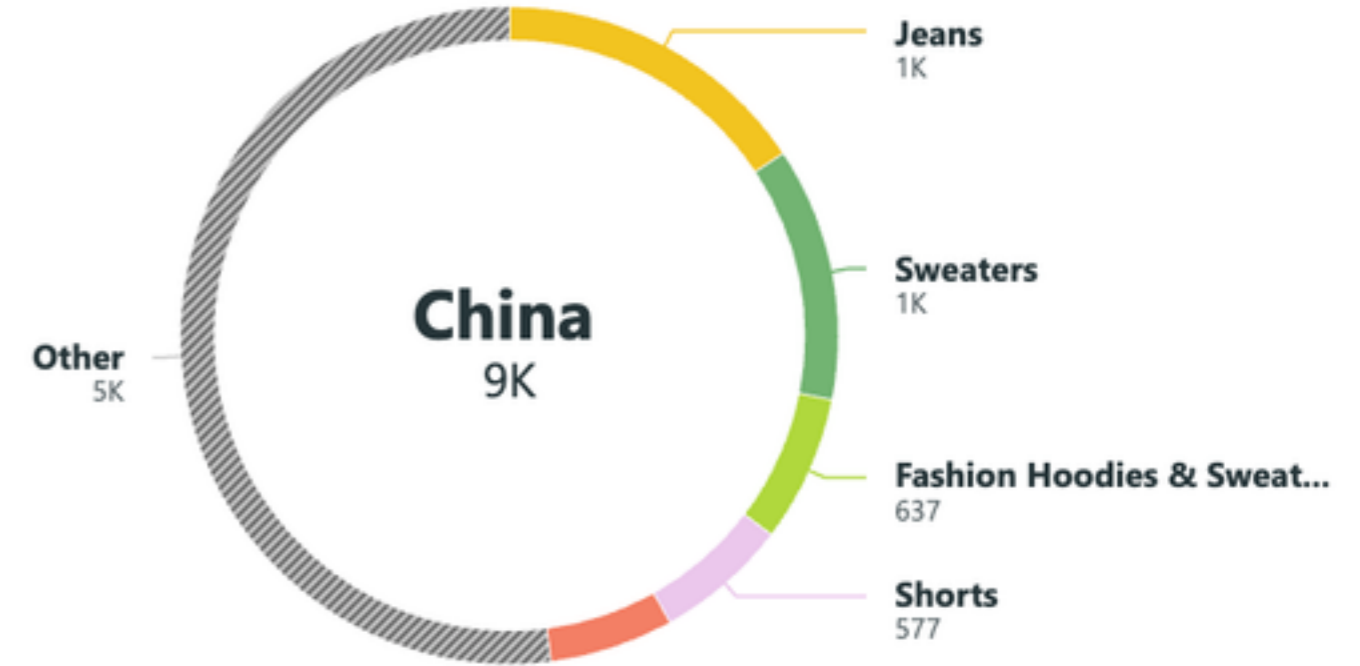 Jeans
1K
Sweaters
1K
China
9K
Other
5K
Fashion Hoodies & Sweat...
637
Shorts
577